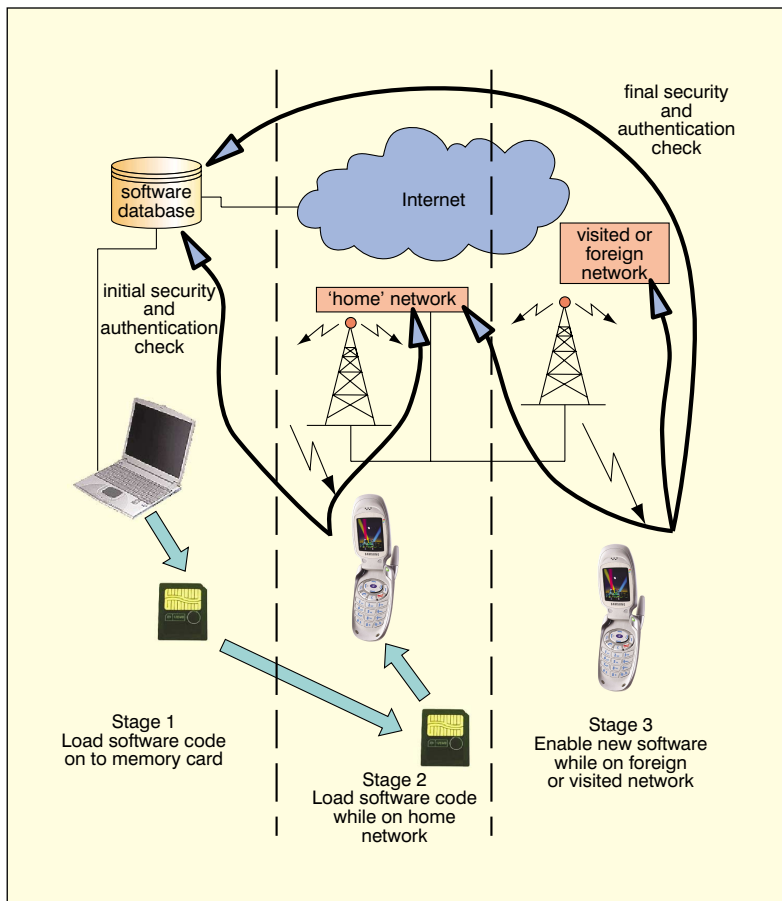 final security
and
authentication
check
software
database
Internet
visited or
foreign
network
'home' network
initial security
and
authentication
check
SAMSUNG
SAMSUNG
Stage 1
Load software code
on to memory card
Stage 2
Load software code
while on home
network
Stage 3
Enable new software
while on foreign
or visited network